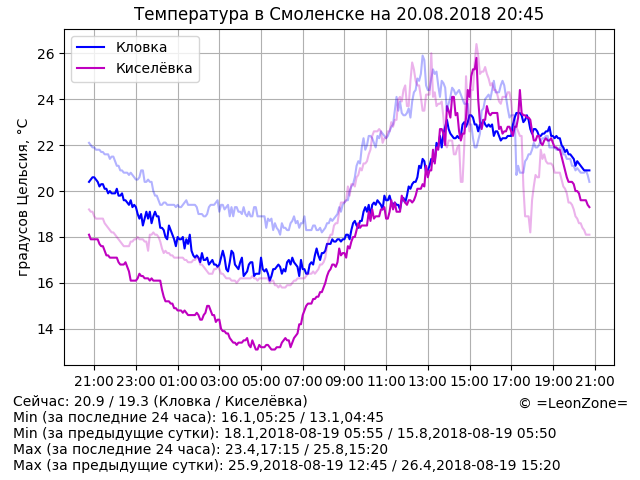 Температура в Смоленске на 20.08.2018 20:45
Кловка
Киселёвка
градусов Цельсия, °C
26
24
22
20
18
16
14
21:00 23:00 01:00 03:00 05:00 07:00 09:00 11:00 13:00 15:00 17:00 19:00 21:00
Сейчас: 20.9 / 19.3 (Кловка / Киселёвка)
© =LeonZone=
Min (за последние 24 часа): 16.1,05:25 / 13.1,04:45
Min (за предыдущие сутки): 18.1,2018-08-19 05:55 / 15.8,2018-08-19 05:50
Max (за последние 24 часа): 23.4,17:15 / 25.8,15:20
Max (за предыдущие сутки): 25.9,2018-08-19 12:45 / 26.4,2018-08-19 15:20